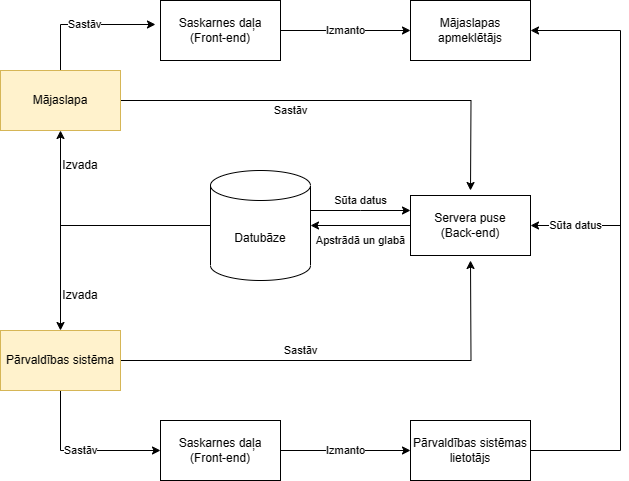 Sastāv
Saskarnes daļa
(Front-end)
Izmanto
Mājaslapas
apmeklētājs
Mājaslapa
Sastāv
Izvada
Datubāze
Sūta datus
Apstrādā un glabā
Servera puse
(Back-end)
Sūta datus
Izvada
Pārvaldības sistēma
Sastāv
Sastāv
Saskarnes daļa
(Front-end)
Izmanto
Pārvaldības sistēmas
lietotājs